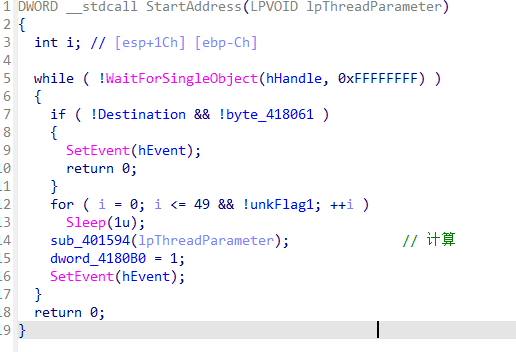 1 DWORD __stdcall StartAddress(LPVOID lpThreadParameter)
2 {
3   int i; // [esp+1Ch] [ebp-Ch]
4
5   while ( !WaitForSingleObject(hHandle, 0xFFFFFFFF) )
6   {
7     if ( !Destination && !byte_418061 )
8     {
9       SetEvent(hEvent);
10       return 0;
11     }
12     for ( i = 0; i <= 49 && !unkFlag1; ++i )
13       Sleep(1u);
14     sub_401594(lpThreadParameter);                // 计算
15     dword_4180B0 = 1;
16     SetEvent(hEvent);
17   }
18   return 0;
19 }